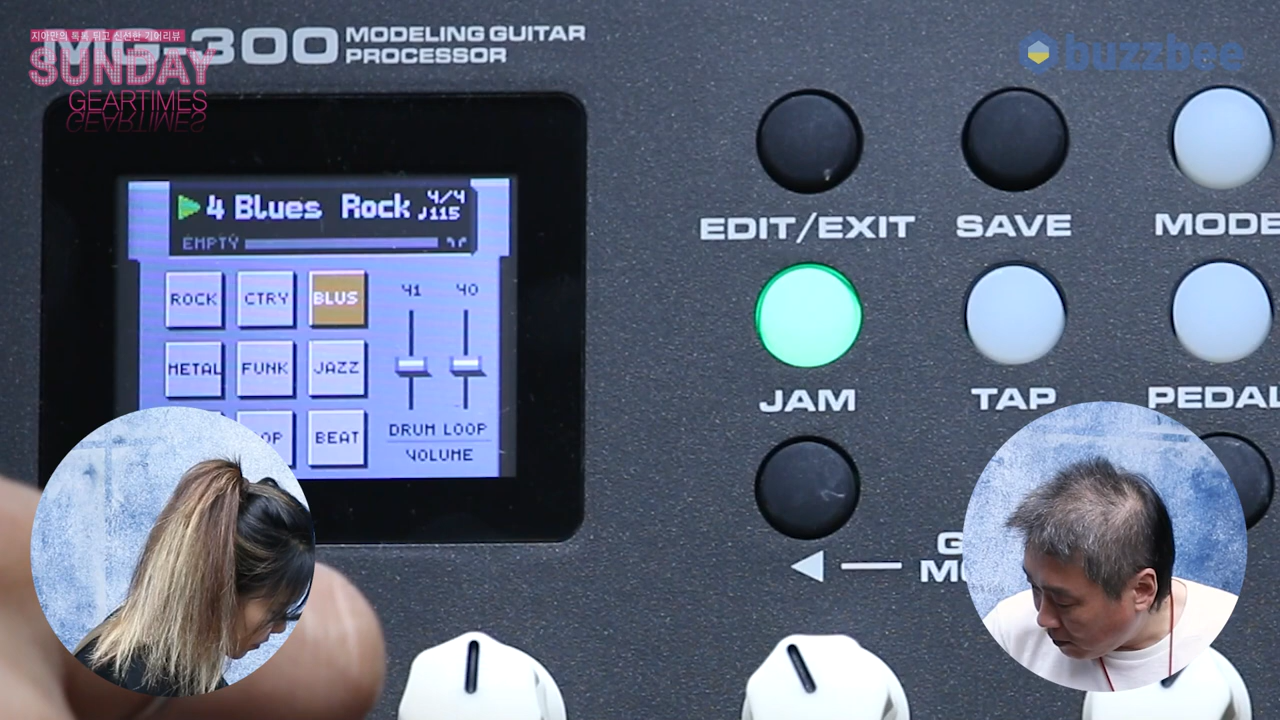 MG-300
MODELING GUITAR
PROCESSOR
지아만의 톡톡 튀고 신선한 기어리뷰
SUNDAY
GEARTIMES
buzzbee
4 Blues Rock
4/4
♩115
EMPTY
ROCK CTRY BLUS
METAL FUNK JAZZ
BEAT
41 40
DRUM LOOP
VOLUME
EDIT/EXIT SAVE MODE
JAM TAP PEDAL